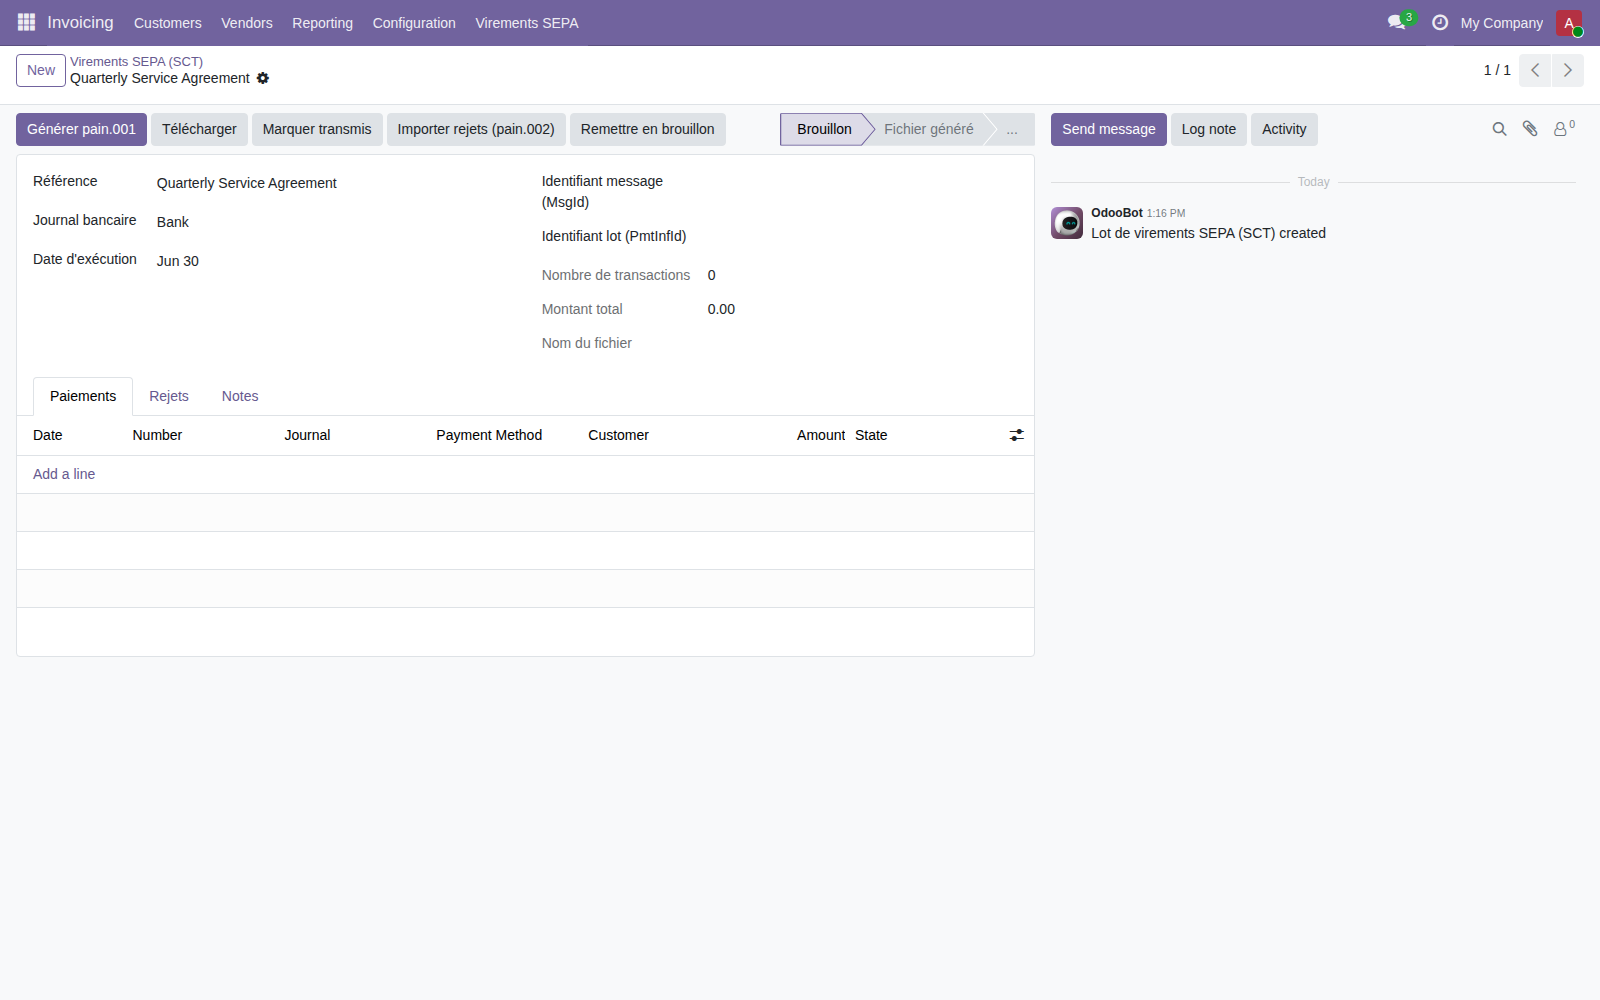 Invoicing Customers Vendors Reporting Configuration Virements SEPA 3 My Company A
New Virements SEPA (SCT)
Quarterly Service Agreement
1 / 1
Générer pain.001 Télécharger Marquer transmis Importer rejets (pain.002) Remettre en brouillon Brouillon Fichier généré ... Send message Log note Activity 0
Référence Quarterly Service Agreement
Journal bancaire Bank
Date d'exécution Jun 30
Identifiant message
(MsgId)
Identifiant lot (PmtInfId)
Nombre de transactions 0
Montant total 0.00
Nom du fichier
Paiements Rejets Notes
Date Number Journal Payment Method Customer Amount State
Add a line
Today
OdooBot 1:16 PM
Lot de virements SEPA (SCT) created